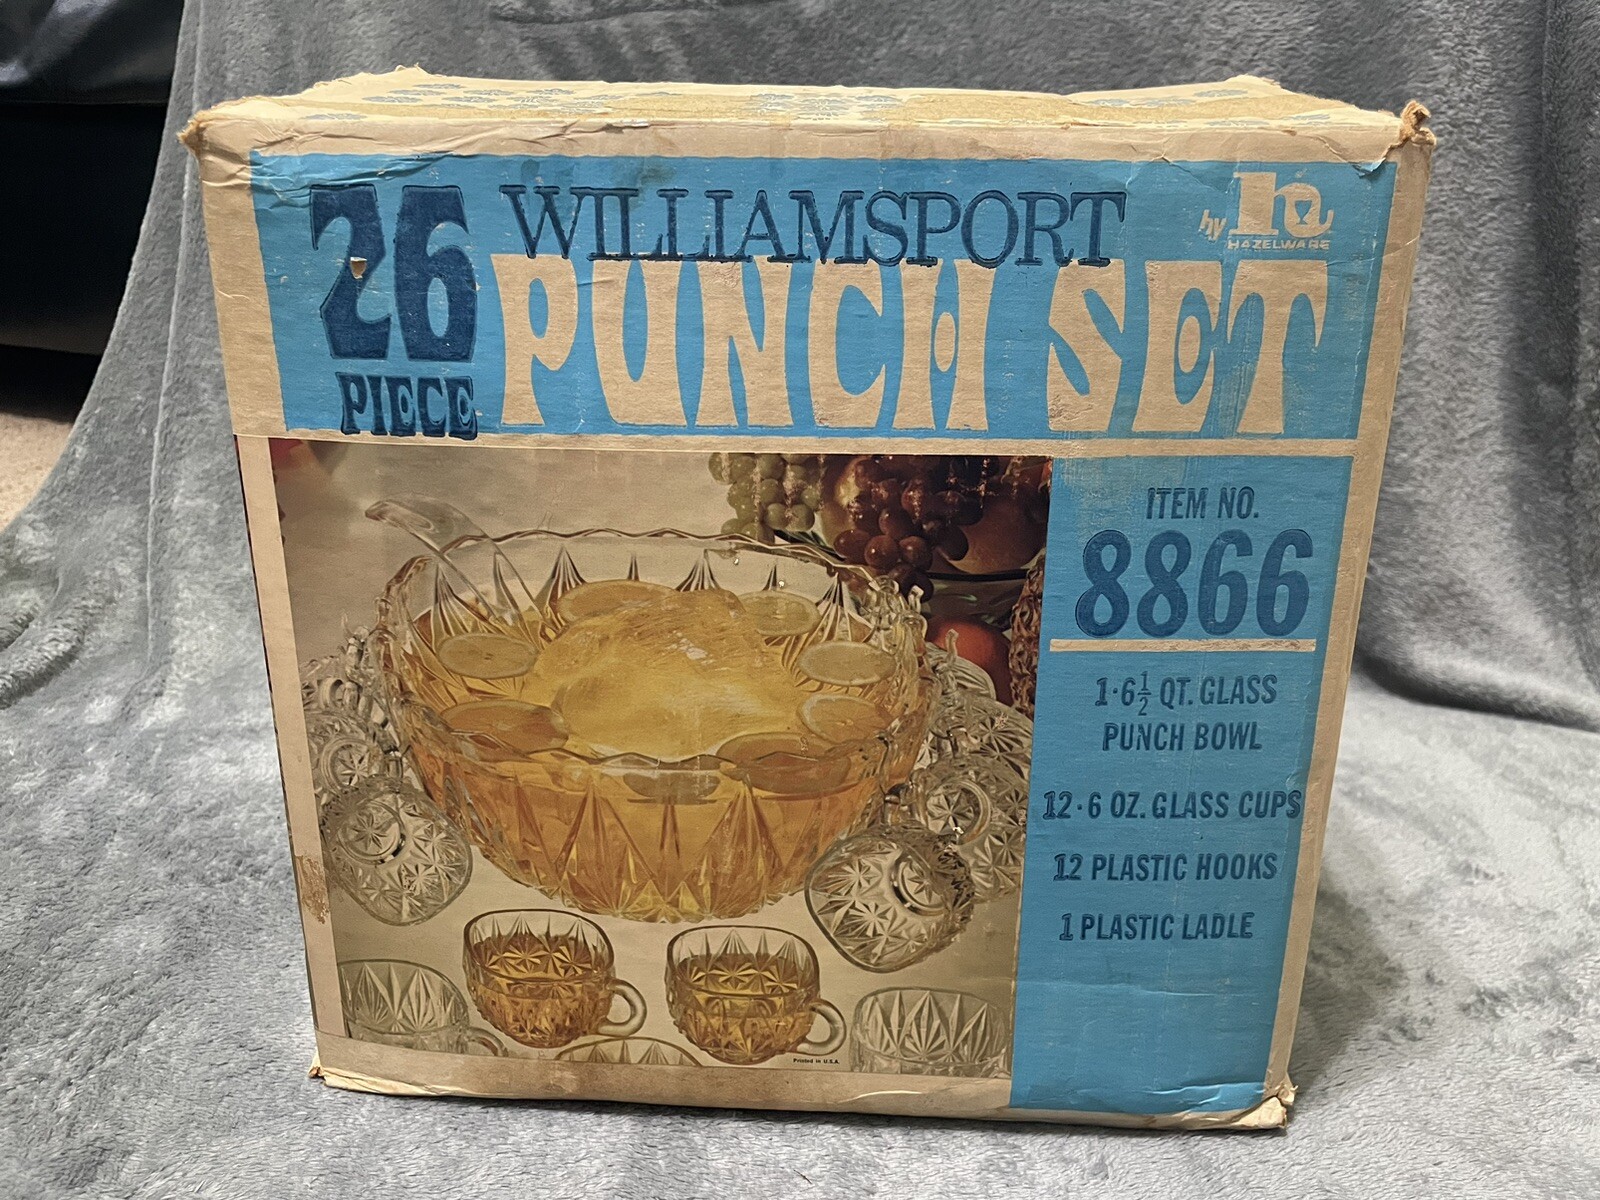 26 WILLIAMSPORT by h
HAZELWARE
PIECE PUNCH SET
ITEM NO.
8866
1·6½ QT. GLASS
PUNCH BOWL
12·6 OZ. GLASS CUPS
12 PLASTIC HOOKS
1 PLASTIC LADLE
Printed in U.S.A.